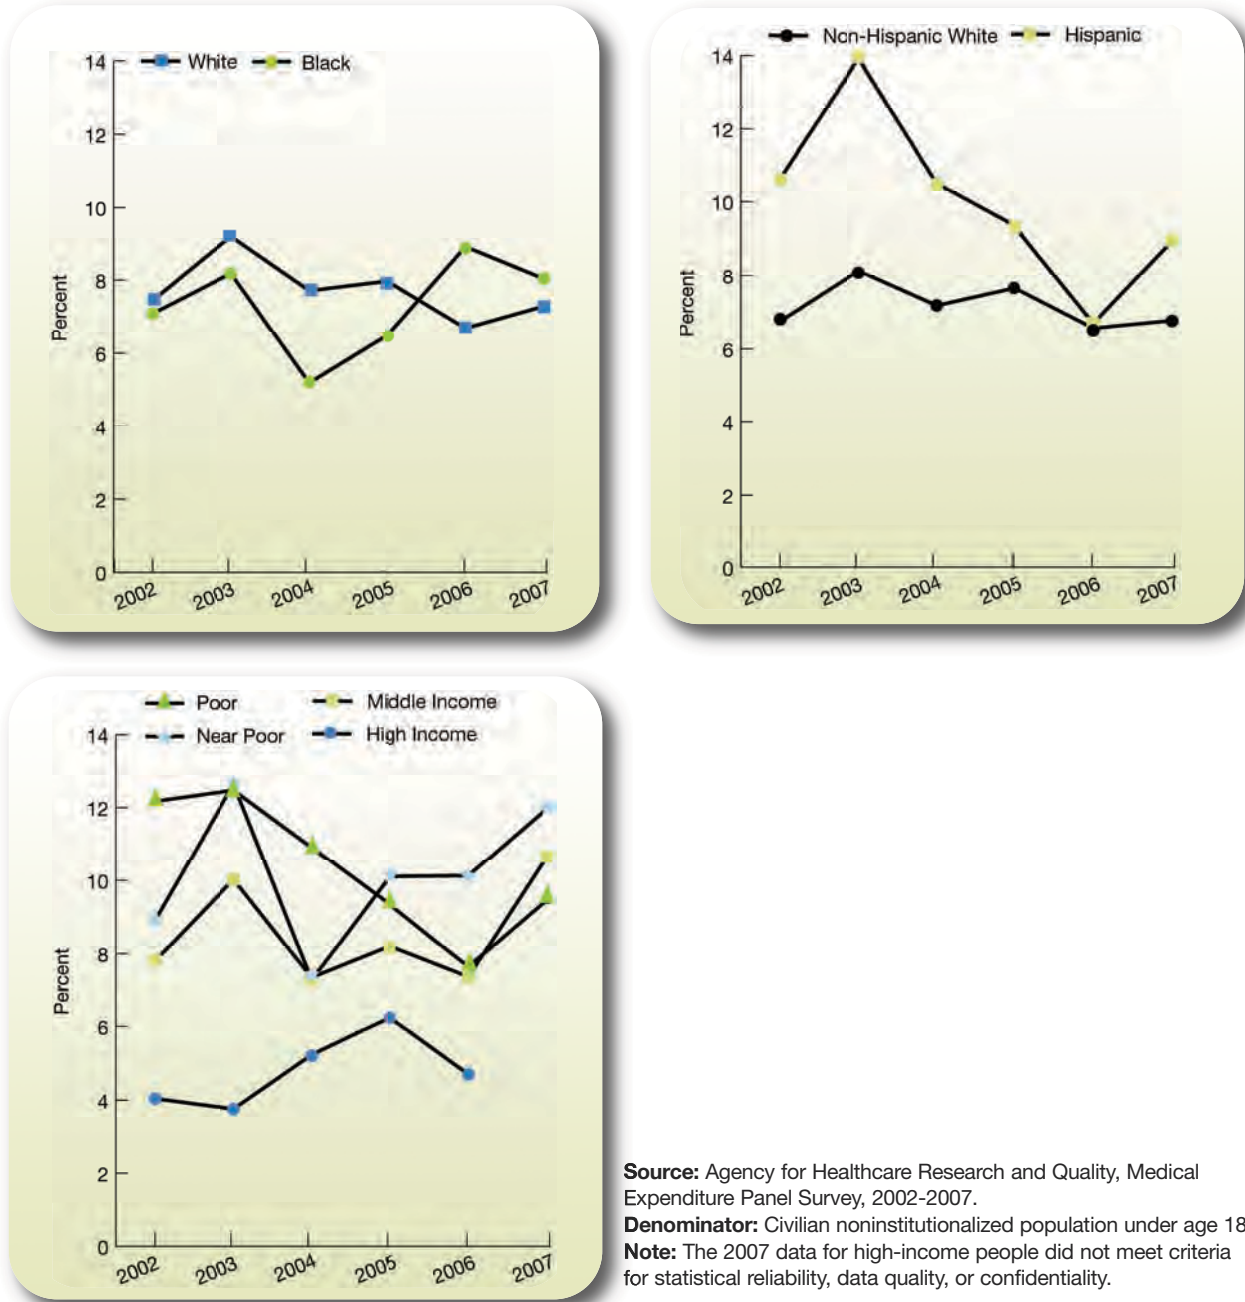 White Black
14
12
10
8
6
4
2
0
Percent
2002 2003 2004 2005 2006 2007
Non-Hispanic White Hispanic
14
12
10
8
6
4
2
0
Percent
2002 2003 2004 2005 2006 2007
Poor Middle Income
Near Poor High Income
14
12
10
8
6
4
2
0
Percent
2002 2003 2004 2005 2006 2007
Source: Agency for Healthcare Research and Quality, Medical
Expenditure Panel Survey, 2002-2007.
Denominator: Civilian noninstitutionalized population under age 18
Note: The 2007 data for high-income people did not meet criteria
for statistical reliability, data quality, or confidentiality.